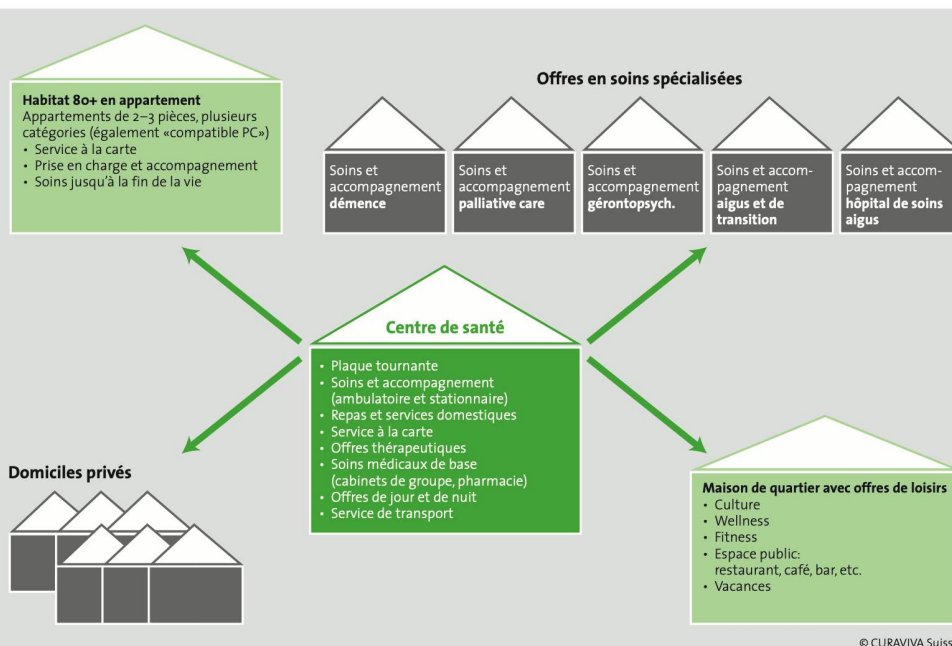 Habitat 80+ en appartement
Appartements de 2–3 pièces, plusieurs
catégories (également «compatible PC»)
• Service à la carte
• Prise en charge et accompagnement
• Soins jusqu'à la fin de la vie
Offres en soins spécialisées
Soins et
accompagnement
démence
Soins et
accompagnement
palliative care
Soins et
accompagnement
gérontopsych.
Soins et accom-
pagnement
aigus et de
transition
Soins et accom-
pagnement
hôpital de soins
aigus
Centre de santé
• Plaque tournante
• Soins et accompagnement
(ambulatoire et stationnaire)
• Repas et services domestiques
• Service à la carte
• Offres thérapeutiques
• Soins médicaux de base
(cabinets de groupe, pharmacie)
• Offres de jour et de nuit
• Service de transport
Domiciles privés
Maison de quartier avec offres de loisirs
• Culture
• Wellness
• Fitness
• Espace public:
restaurant, café, bar, etc.
• Vacances
© CURAVIVA Suiss